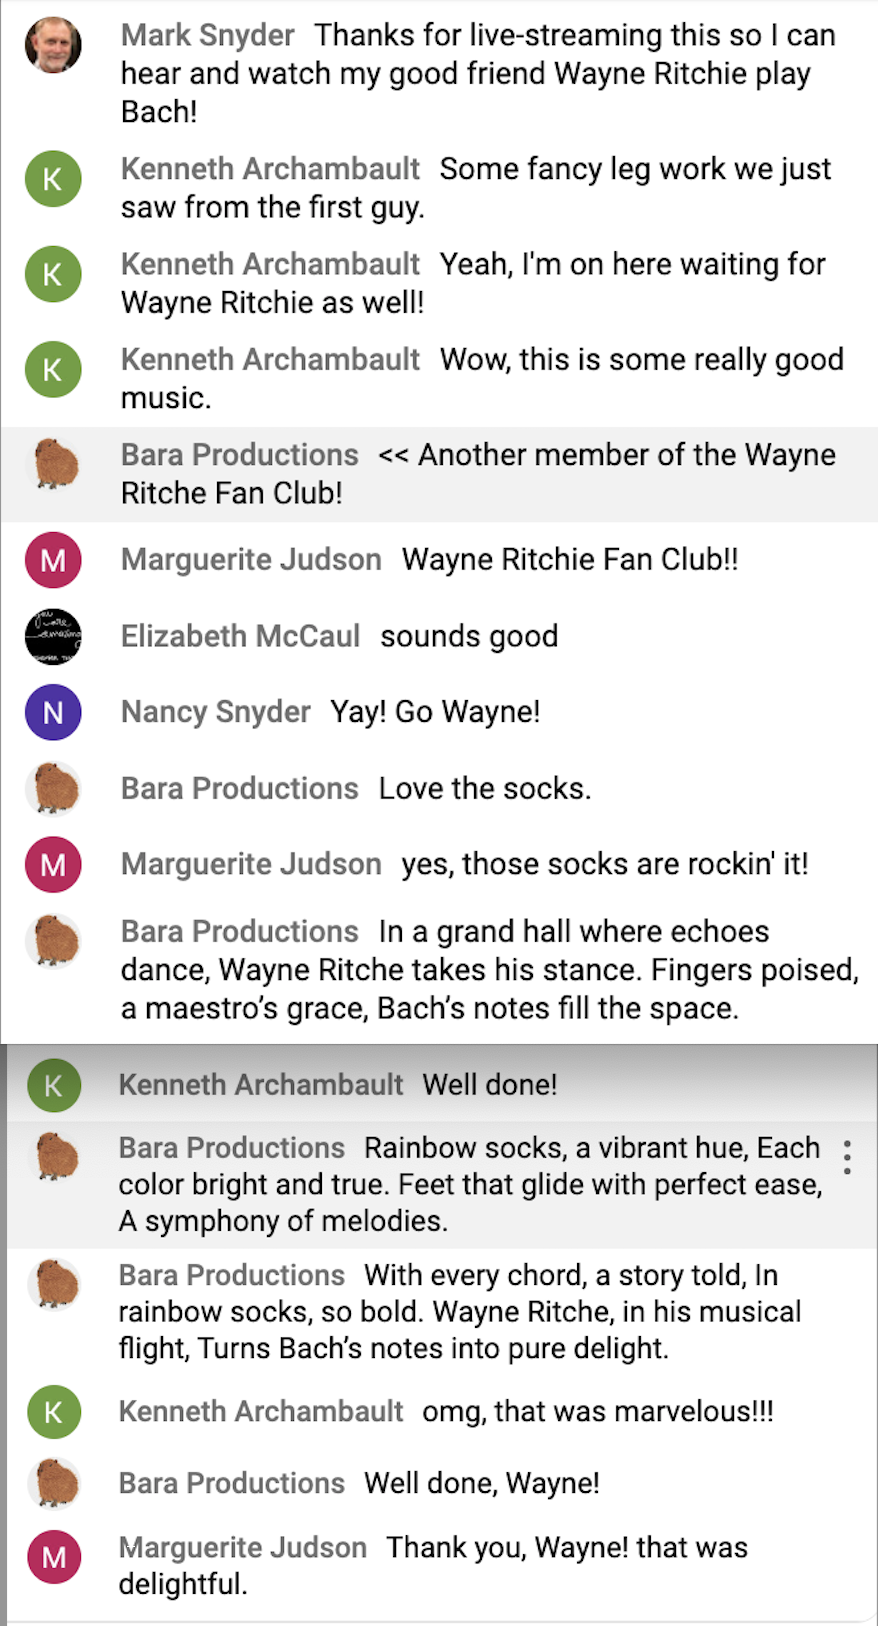 Mark Snyder Thanks for live-streaming this so I can
hear and watch my good friend Wayne Ritchie play
Bach!
K
Kenneth Archambault Some fancy leg work we just
saw from the first guy.
K
Kenneth Archambault Yeah, I'm on here waiting for
Wayne Ritchie as well!
K
Kenneth Archambault Wow, this is some really good
music.
Bara Productions << Another member of the Wayne
Ritche Fan Club!
M
Marguerite Judson Wayne Ritchie Fan Club!!
you
are
amazing
Elizabeth McCaul sounds good
N
Nancy Snyder Yay! Go Wayne!
Bara Productions Love the socks.
M
Marguerite Judson yes, those socks are rockin' it!
Bara Productions In a grand hall where echoes
dance, Wayne Ritche takes his stance. Fingers poised,
a maestro’s grace, Bach’s notes fill the space.
K
Kenneth Archambault Well done!
Bara Productions Rainbow socks, a vibrant hue, Each
color bright and true. Feet that glide with perfect ease,
A symphony of melodies.
Bara Productions With every chord, a story told, In
rainbow socks, so bold. Wayne Ritche, in his musical
flight, Turns Bach’s notes into pure delight.
K
Kenneth Archambault omg, that was marvelous!!!
Bara Productions Well done, Wayne!
M
Marguerite Judson Thank you, Wayne! that was
delightful.